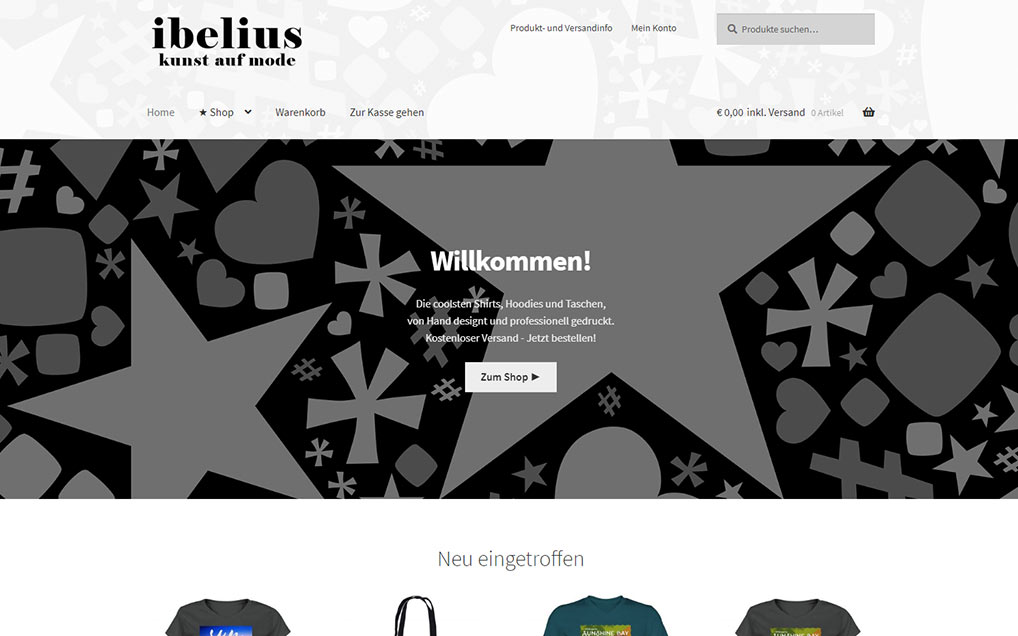 ibelius
kunst auf mode
Produkt- und Versandinfo
Mein Konto
Produkte suchen…
Home
★ Shop
Warenkorb
Zur Kasse gehen
€ 0,00 inkl. Versand 0 Artikel
Willkommen!
Die coolsten Shirts, Hoodies und Taschen,
von Hand designt und professionell gedruckt.
Kostenloser Versand - Jetzt bestellen!
Zum Shop ►
Neu eingetroffen
SUNSHINE DAY
SUNSHINE DAY